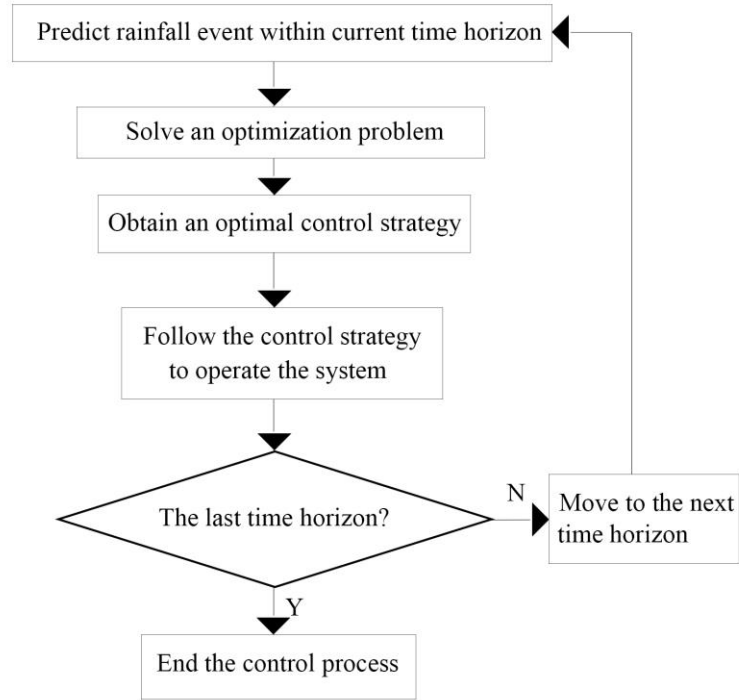 Predict rainfall event within current time horizon
Solve an optimization problem
Obtain an optimal control strategy
Follow the control strategy
to operate the system
The last time horizon?
N
Move to the next
time horizon
Y
End the control process